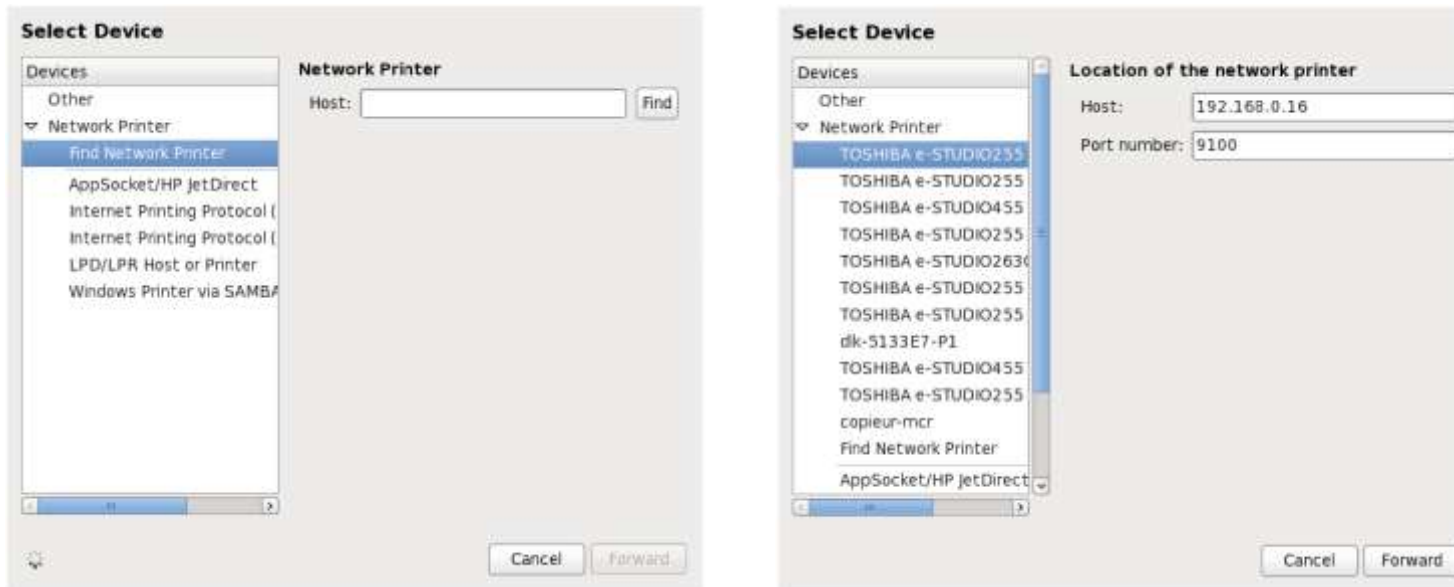 Select Device
Devices
Other
Network Printer
Find Network Printer
AppSocket/HP JetDirect
Internet Printing Protocol (
Internet Printing Protocol (
LPD/LPR Host or Printer
Windows Printer via SAMBA
Network Printer
Host:
Find
Cancel
Forward
Select Device
Devices
Other
Network Printer
TOSHIBA e-STUDIO255
TOSHIBA e-STUDIO255
TOSHIBA e-STUDIO455
TOSHIBA e-STUDIO255
TOSHIBA e-STUDIO263
TOSHIBA e-STUDIO255
TOSHIBA e-STUDIO255
dlk-5133E7-P1
TOSHIBA e-STUDIO455
TOSHIBA e-STUDIO255
copieur-mcr
Find Network Printer
AppSocket/HP JetDirect
Location of the network printer
Host: 192.168.0.16
Port number: 9100
Cancel
Forward